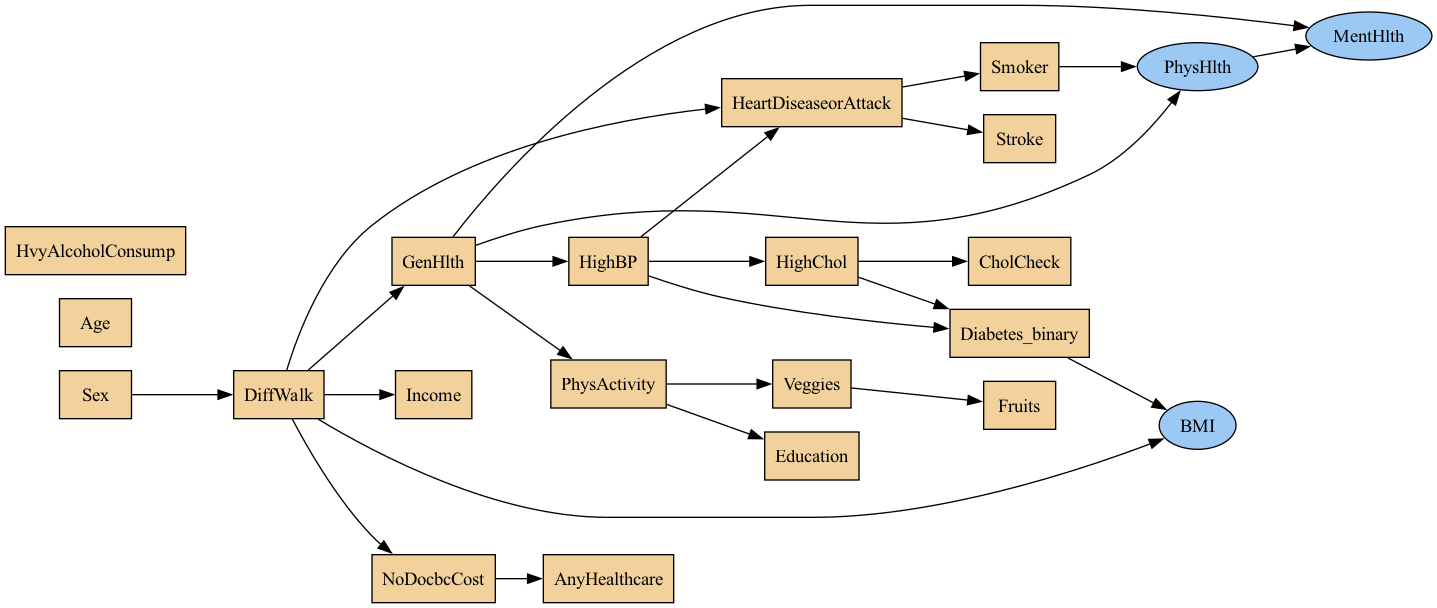 MentHlth
Smoker
PhysHlth
HeartDiseaseorAttack
Stroke
HvyAlcoholConsump
GenHlth
HighBP
HighChol
CholCheck
Age
Diabetes_binary
Sex
DiffWalk
Income
PhysActivity
Veggies
Fruits
BMI
Education
NoDocbcCost
AnyHealthcare